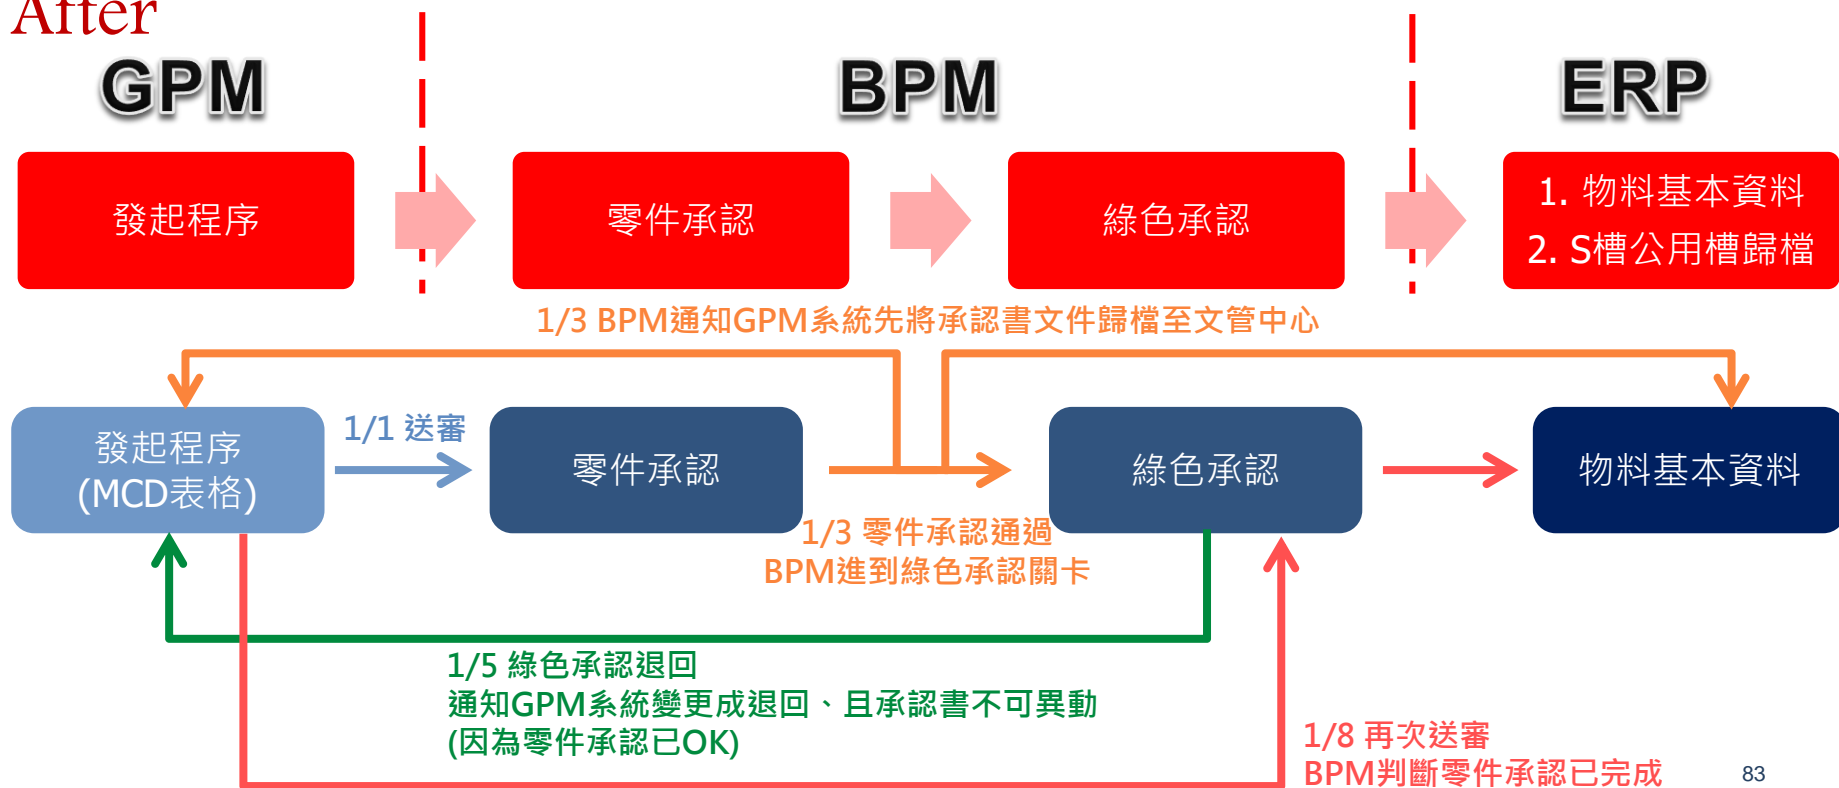 After
GPM
BPM
ERP
發起程序
零件承認
綠色承認
1. 物料基本資料
2. S槽公用槽歸檔
1/3 BPM通知GPM系統先將承認書文件歸檔至文管中心
發起程序
(MCD表格)
1/1 送審
零件承認
綠色承認
物料基本資料
1/3 零件承認通過
BPM進到綠色承認關卡
1/5 綠色承認退回
通知GPM系統變更成退回、且承認書不可異動
(因為零件承認已OK)
1/8 再次送審
BPM判斷零件承認已完成
83